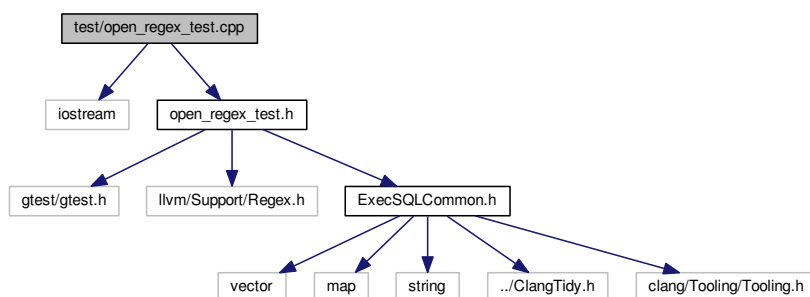 test/open_regex_test.cpp
iostream
open_regex_test.h
gtest/gtest.h
llvm/Support/Regex.h
ExecSQLCommon.h
vector
map
string
../ClangTidy.h
clang/Tooling/Tooling.h